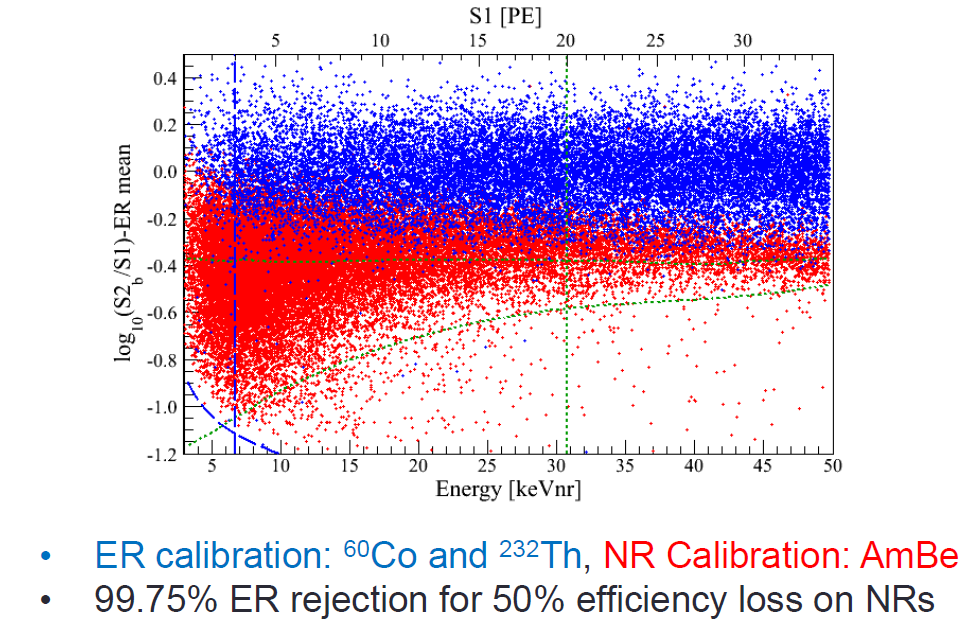 S1 [PE]
5 10 15 20 25 30
log10(S2b/S1)-ER mean
0.4
0.2
0.0
-0.2
-0.4
-0.6
-0.8
-1.0
-1.2
5 10 15 20 25 30 35 40 45 50
Energy [keVnr]
• ER calibration: 60Co and 232Th, NR Calibration: AmBe
• 99.75% ER rejection for 50% efficiency loss on NRs